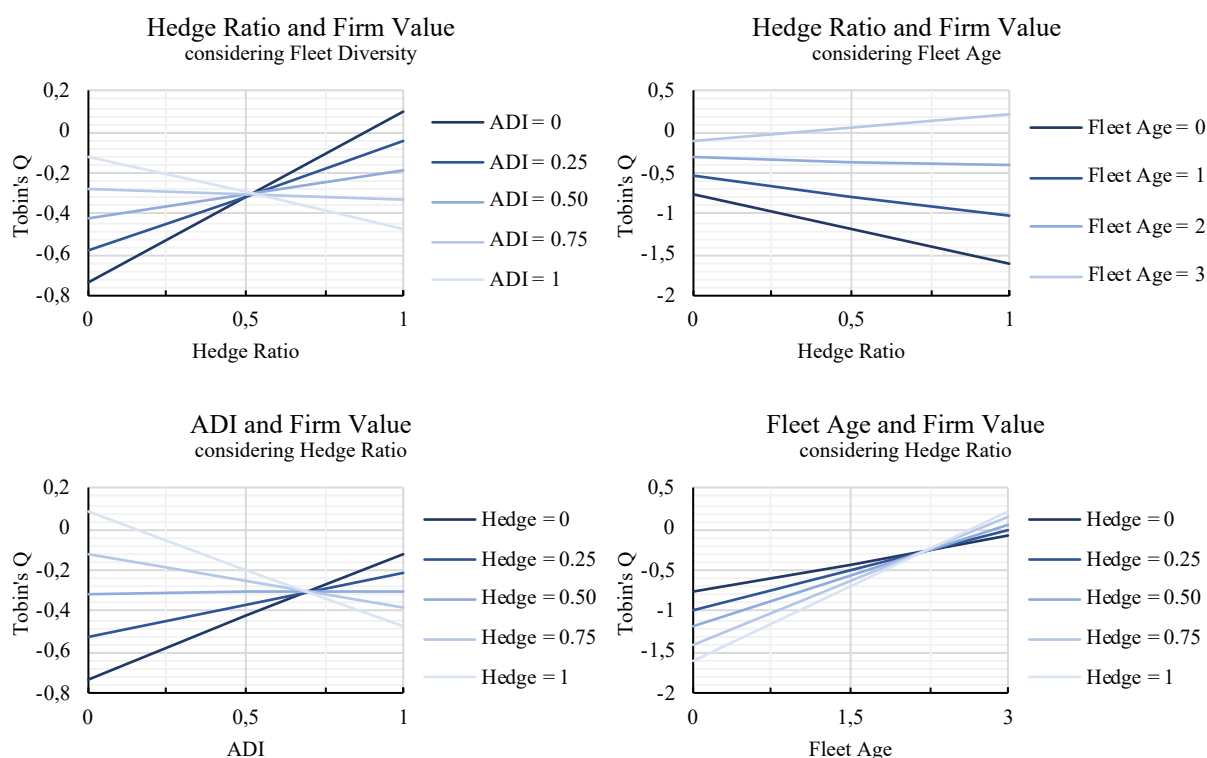 Hedge Ratio and Firm Value
considering Fleet Diversity
0,2
0
-0,2
-0,4
-0,6
-0,8
Tobin's Q
0
0,5
1
Hedge Ratio
ADI = 0
ADI = 0.25
ADI = 0.50
ADI = 0.75
ADI = 1
Hedge Ratio and Firm Value
considering Fleet Age
0,5
0
-0,5
-1
-1,5
-2
Tobin's Q
0
0,5
1
Hedge Ratio
Fleet Age = 0
Fleet Age = 1
Fleet Age = 2
Fleet Age = 3
ADI and Firm Value
considering Hedge Ratio
0,2
0
-0,2
-0,4
-0,6
-0,8
Tobin's Q
0
0,5
1
ADI
Hedge = 0
Hedge = 0.25
Hedge = 0.50
Hedge = 0.75
Hedge = 1
Fleet Age and Firm Value
considering Hedge Ratio
0,5
0
-0,5
-1
-1,5
-2
Tobin's Q
0
1,5
3
Fleet Age
Hedge = 0
Hedge = 0.25
Hedge = 0.50
Hedge = 0.75
Hedge = 1